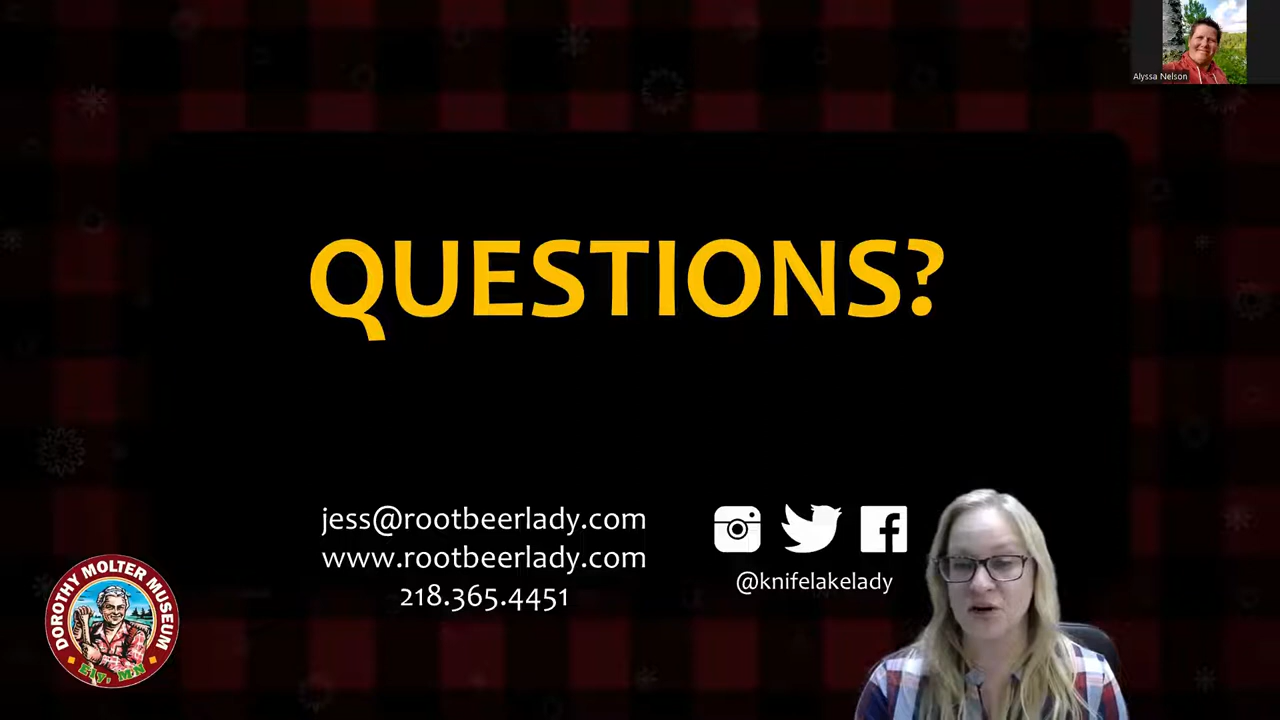 Alyssa Nelson
QUESTIONS?
jess@rootbeerlady.com
www.rootbeerlady.com
218.365.4451
@knifelakelady
DOROTHY MOLTER MUSEUM
Ely, MN